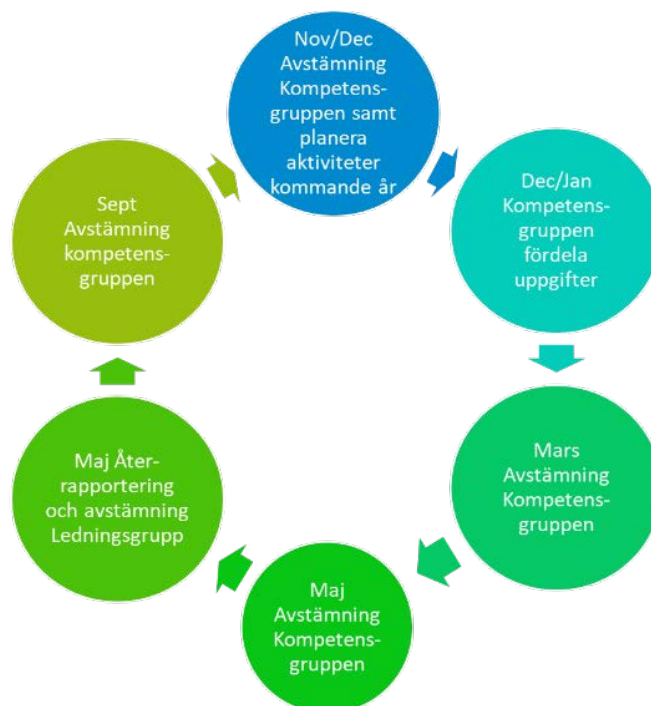 Nov/Dec
Avstämning
Kompetens-
gruppen samt
planera
aktiviteter
kommande år
Dec/Jan
Kompetens-
gruppen
fördela
uppgifter
Mars
Avstämning
Kompetens-
gruppen
Maj
Avstämning
Kompetens-
gruppen
Maj Åter-
rapportering
och avstämning
Ledningsgrupp
Sept
Avstämning
kompetens-
gruppen